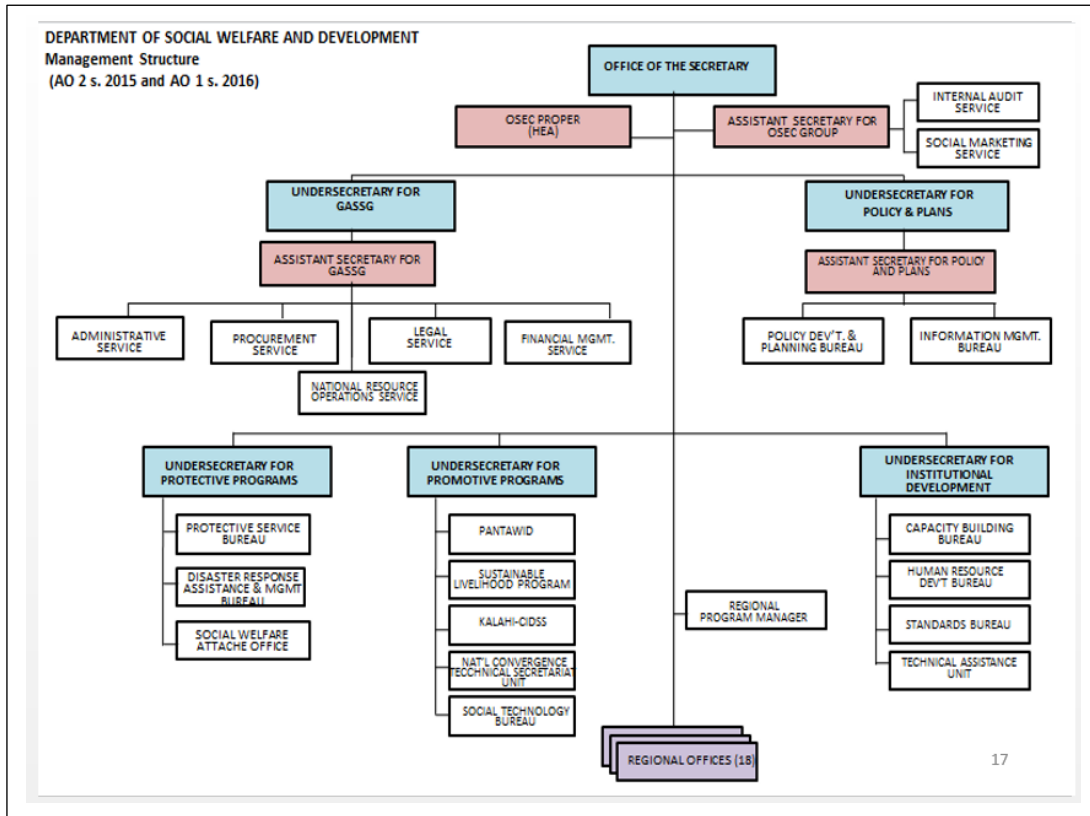 DEPARTMENT OF SOCIAL WELFARE AND DEVELOPMENT
Management Structure
(AO 2 s. 2015 and AO 1 s. 2016)
OFFICE OF THE SECRETARY
OSEC PROPER
(HEA)
ASSISTANT SECRETARY FOR
OSEC GROUP
INTERNAL AUDIT
SERVICE
SOCIAL MARKETING
SERVICE
UNDERSECRETARY FOR
GASSG
UNDERSECRETARY FOR
POLICY & PLANS
ASSISTANT SECRETARY FOR
GASSG
ASSISTANT SECRETARY FOR POLICY
AND PLANS
ADMINISTRATIVE
SERVICE
PROCUREMENT
SERVICE
LEGAL
SERVICE
FINANCIAL MGMT.
SERVICE
POLICY DEV'T. &
PLANNING BUREAU
INFORMATION MGMT.
BUREAU
NATIONAL RESOURCE
OPERATIONS SERVICE
UNDERSECRETARY FOR
PROTECTIVE PROGRAMS
UNDERSECRETARY FOR
PROMOTIVE PROGRAMS
UNDERSECRETARY FOR
INSTITUTIONAL
DEVELOPMENT
PROTECTIVE SERVICE
BUREAU
DISASTER RESPONSE
ASSISTANCE & MGMT
BUREAU
SOCIAL WELFARE
ATTACHE OFFICE
PANTAWID
SUSTAINABLE
LIVELIHOOD PROGRAM
KALAHI-CIDSS
NAT'L CONVERGENCE
TECCHNICAL SECRETARIAT
UNIT
SOCIAL TECHNOLOGY
BUREAU
REGIONAL
PROGRAM MANAGER
CAPACITY BUILDING
BUREAU
HUMAN RESOURCE
DEV'T BUREAU
STANDARDS BUREAU
TECHNICAL ASSISTANCE
UNIT
REGIONAL OFFICES (18)
17